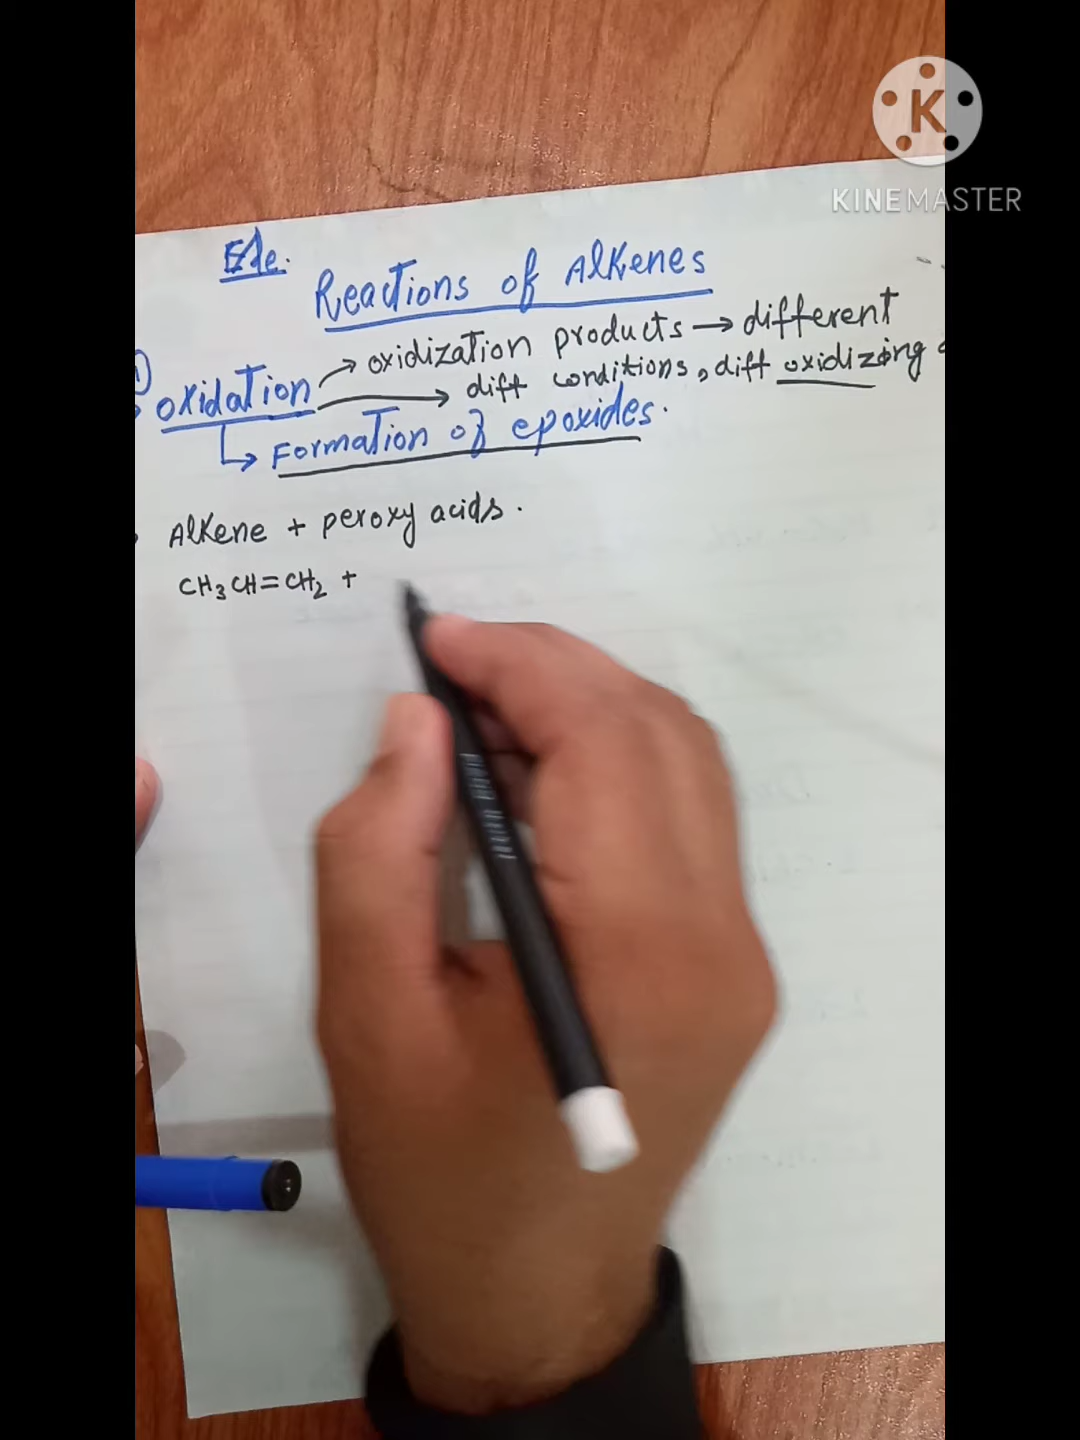 K
KINEMASTER
Reactions of Alkenes
1
oxidation → oxidization products → different
→ diff conditions, diff oxidizing
↳ Formation of epoxides.
Alkene + peroxy acids.
CH₃CH=CH₂ +